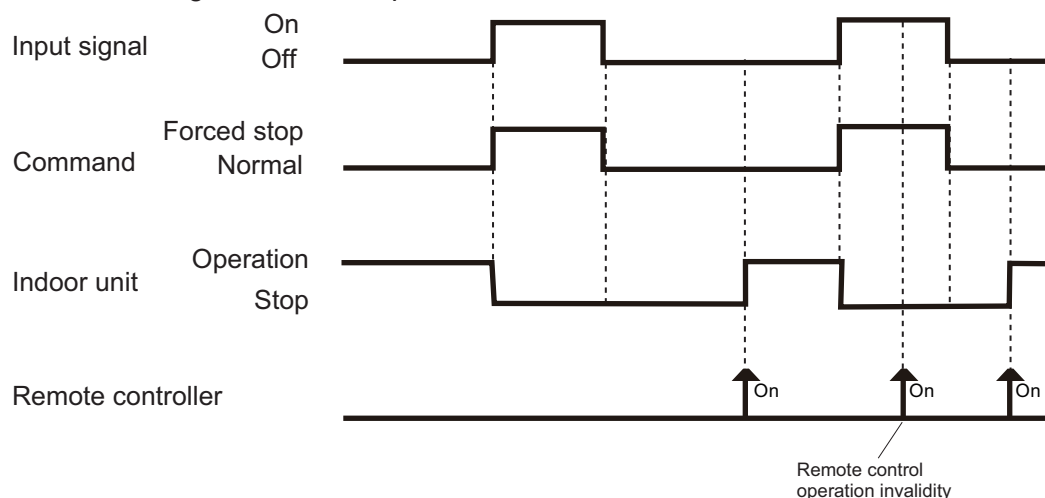 Input signal
On
Off
Command
Forced stop
Normal
Indoor unit
Operation
Stop
Remote controller
On
On
On
Remote control
operation invalidity